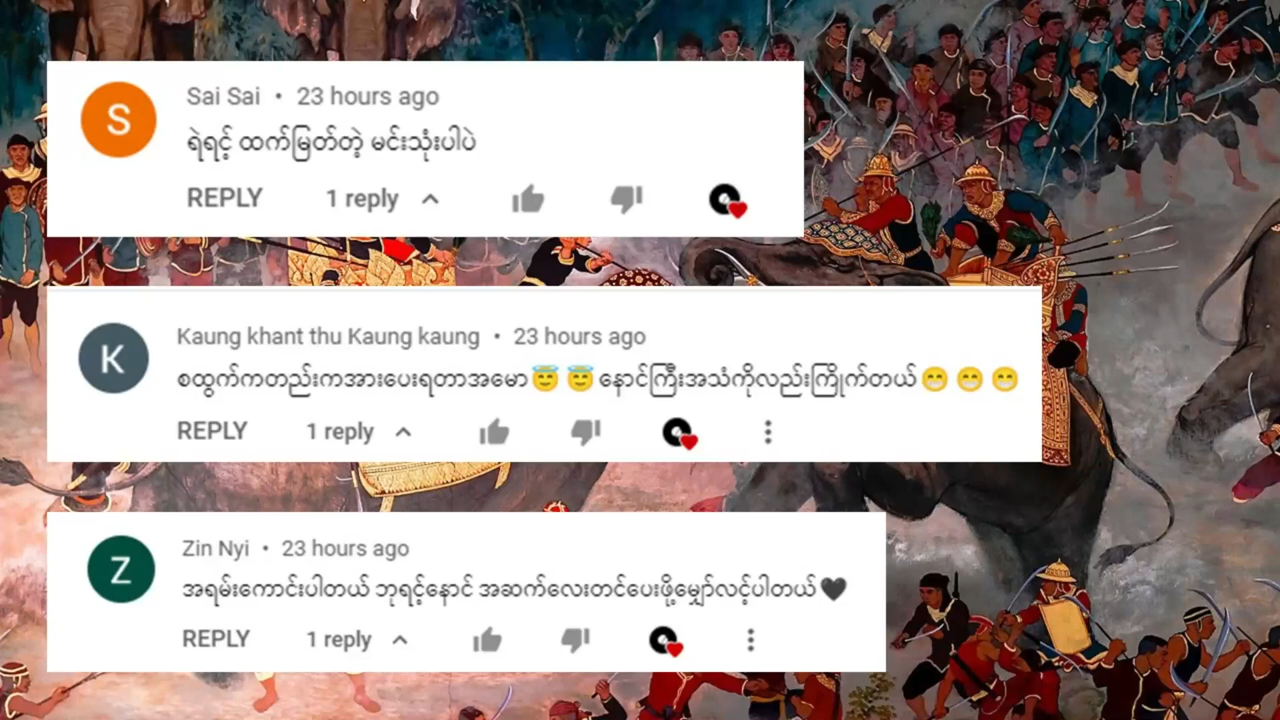 S
Sai Sai • 23 hours ago
ရဲရင့် ထက်မြတ်တဲ့ မင်းသုံးပါပဲ
REPLY 1 reply
K
Kaung khant thu Kaung kaung • 23 hours ago
စထွက်ကတည်းကအားပေးရတာအမော😇 😇 နောင်ကြီးအသံကိုလည်းကြိုက်တယ်😁 😁 😁
REPLY 1 reply
Z
Zin Nyi • 23 hours ago
အရမ်းကောင်းပါတယ် ဘုရင့်နောင် အဆက်လေးတင်ပေးဖို့မျှော်လင့်ပါတယ်🖤
REPLY 1 reply